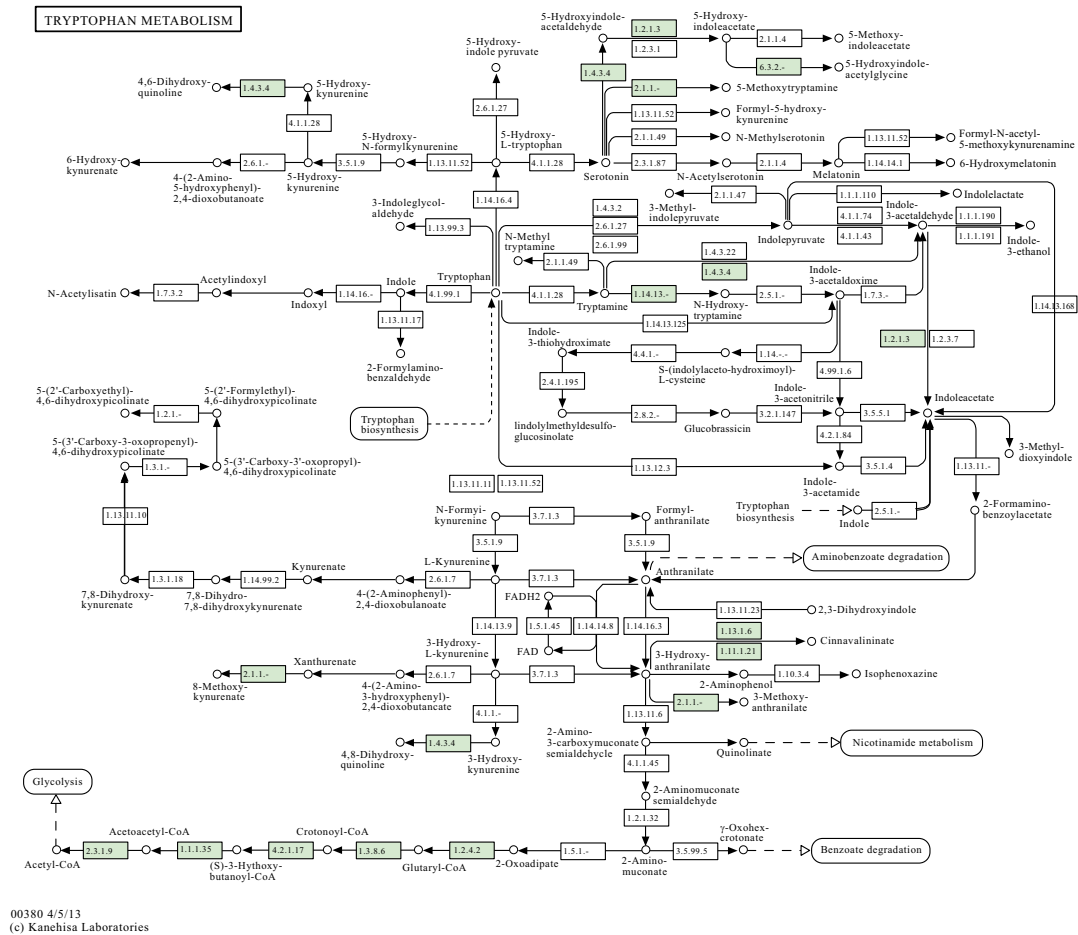 TRYPTOPHAN METABOLISM
5-Hydroxyindole-
acetaldehyde
1.2.1.3
1.2.3.1
5-Hydroxy-
indoleacetate
2.1.1.4
5-Methoxy-
indoleacetate
6.3.2.-
5-Hydroxyindole-
acetylglycine
5-Hydroxy-
indole pyruvate
1.4.3.4
2.1.1.-
5-Methoxytryptamine
4,6-Dihydroxy-
quinoline
1.4.3.4
5-Hydroxy-
kynurenine
2.6.1.27
1.13.11.52
Formyl-5-hydroxy-
kynurenine
4.1.1.28
5-Hydroxy-
N-formylkynurenine
5-Hydroxy-
L-tryptophan
2.1.1.49
N-Methylserotonin
1.13.11.52
Formyl-N-acetyl-
5-methoxykynurenamine
6-Hydroxy-
kynurenate
2.6.1.-
3.5.1.9
1.13.11.52
4.1.1.28
2.3.1.87
2.1.1.4
1.14.14.1
6-Hydroxymelatonin
4-(2-Amino-
5-hydroxyphenyl)-
2,4-dioxobutanoate
5-Hydroxy-
kynurenine
Serotonin
N-Acetylserotonin
Melatonin
1.14.16.4
3-Indoleglycol-
aldehyde
1.13.99.3
2.1.1.47
3-Methyl-
indolepyruvate
1.1.1.110
Indolelactate
1.4.3.2
2.6.1.27
2.6.1.99
Indolepyruvate
4.1.1.74
4.1.1.43
Indole-
3-acetaldehyde
1.1.1.190
1.1.1.191
Indole-
3-ethanol
N-Methyl
tryptamine
2.1.1.49
1.4.3.22
1.4.3.4
Indole-
3-acetaldoxime
N-Acetylisatin
1.7.3.2
Acetylindoxyl
Indoxyl
1.14.16.-
Indole
4.1.99.1
Tryptophan
4.1.1.28
Tryptamine
1.14.13.-
N-Hydroxy-
tryptamine
2.5.1.-
1.7.3.-
1.14.13.168
1.13.11.17
1.14.13.125
2-Formylamino-
benzaldehyde
Indole-
3-thiohydroximate
4.4.1.-
1.14.-.-
S-(indolylaceto-hydroximoyl)-
L-cysteine
1.2.1.3
1.2.3.7
2.4.1.195
4.99.1.6
5-(2'-Carboxyethyl)-
4,6-dihydroxypicolinate
5-(2'-Formylethyl)-
4,6-dihydroxypicolinate
1.2.1.-
Tryptophan
biosynthesis
lindolylmethyldesulfo-
glucosinolate
2.8.2.-
Glucobrassicin
3.2.1.147
Indole-
3-acetonitrile
3.5.5.1
Indoleacetate
4.2.1.84
3-Methyl-
dioxyindole
5-(3'-Carboxy-3-oxopropenyl)-
4,6-dihydroxypicolinate
1.3.1.-
5-(3'-Carboxy-3'-oxopropyl)-
4,6-dihydroxypicolinate
1.13.12.3
3.5.1.4
Indole-
3-acetamide
1.13.11.-
1.13.11.11
1.13.11.52
1.13.11.10
Tryptophan
biosynthesis
Indole
2.5.1.-
2-Formamino-
benzoylacetate
N-Formyi-
kynurenine
3.7.1.3
Formyl-
anthranilate
3.5.1.9
3.5.1.9
Aminobenzoate degradation
1.3.1.18
1.14.99.2
Kynurenate
2.6.1.7
L-Kynurenine
3.7.1.3
Anthranilate
7,8-Dihydroxy-
kynurenate
7,8-Dihydro-
7,8-dihydroxykynurenate
4-(2-Aminophenyl)-
2,4-dioxobulanoate
FADH2
1.14.13.9
1.5.1.45
1.14.14.8
1.14.16.3
1.13.11.23
2,3-Dihydroxyindole
FAD
1.13.1.6
1.11.1.21
Cinnavalininate
3-Hydroxy-
L-kynurenine
3-Hydroxy-
anthranilate
2.1.1.-
8-Methoxy-
kynurenate
Xanthurenate
2.6.1.7
4-(2-Amino-
3-hydroxyphenyl)-
2,4-dioxobutancate
3.7.1.3
2-Aminophenol
1.10.3.4
Isophenoxazine
2.1.1.-
3-Methoxy-
anthranilate
4.1.1.-
1.13.11.6
4,8-Dihydroxy-
quinoline
1.4.3.4
3-Hydroxy-
kynurenine
2-Amino-
3-carboxymuconate
semialdehycle
Quinolinate
Nicotinamide metabolism
4.1.1.45
Glycolysis
2-Aminomuconate
semialdehyde
1.2.1.32
Acetyl-CoA
2.3.1.9
Acetoacetyl-CoA
1.1.1.35
(S)-3-Hythoxy-
butanoyl-CoA
4.2.1.17
Crotonoyl-CoA
1.3.8.6
Glutaryl-CoA
1.2.4.2
2-Oxoadipate
1.5.1.-
2-Amino-
muconate
3.5.99.5
γ-Oxohex-
crotonate
Benzoate degradation
00380 4/5/13
(c) Kanehisa Laboratories